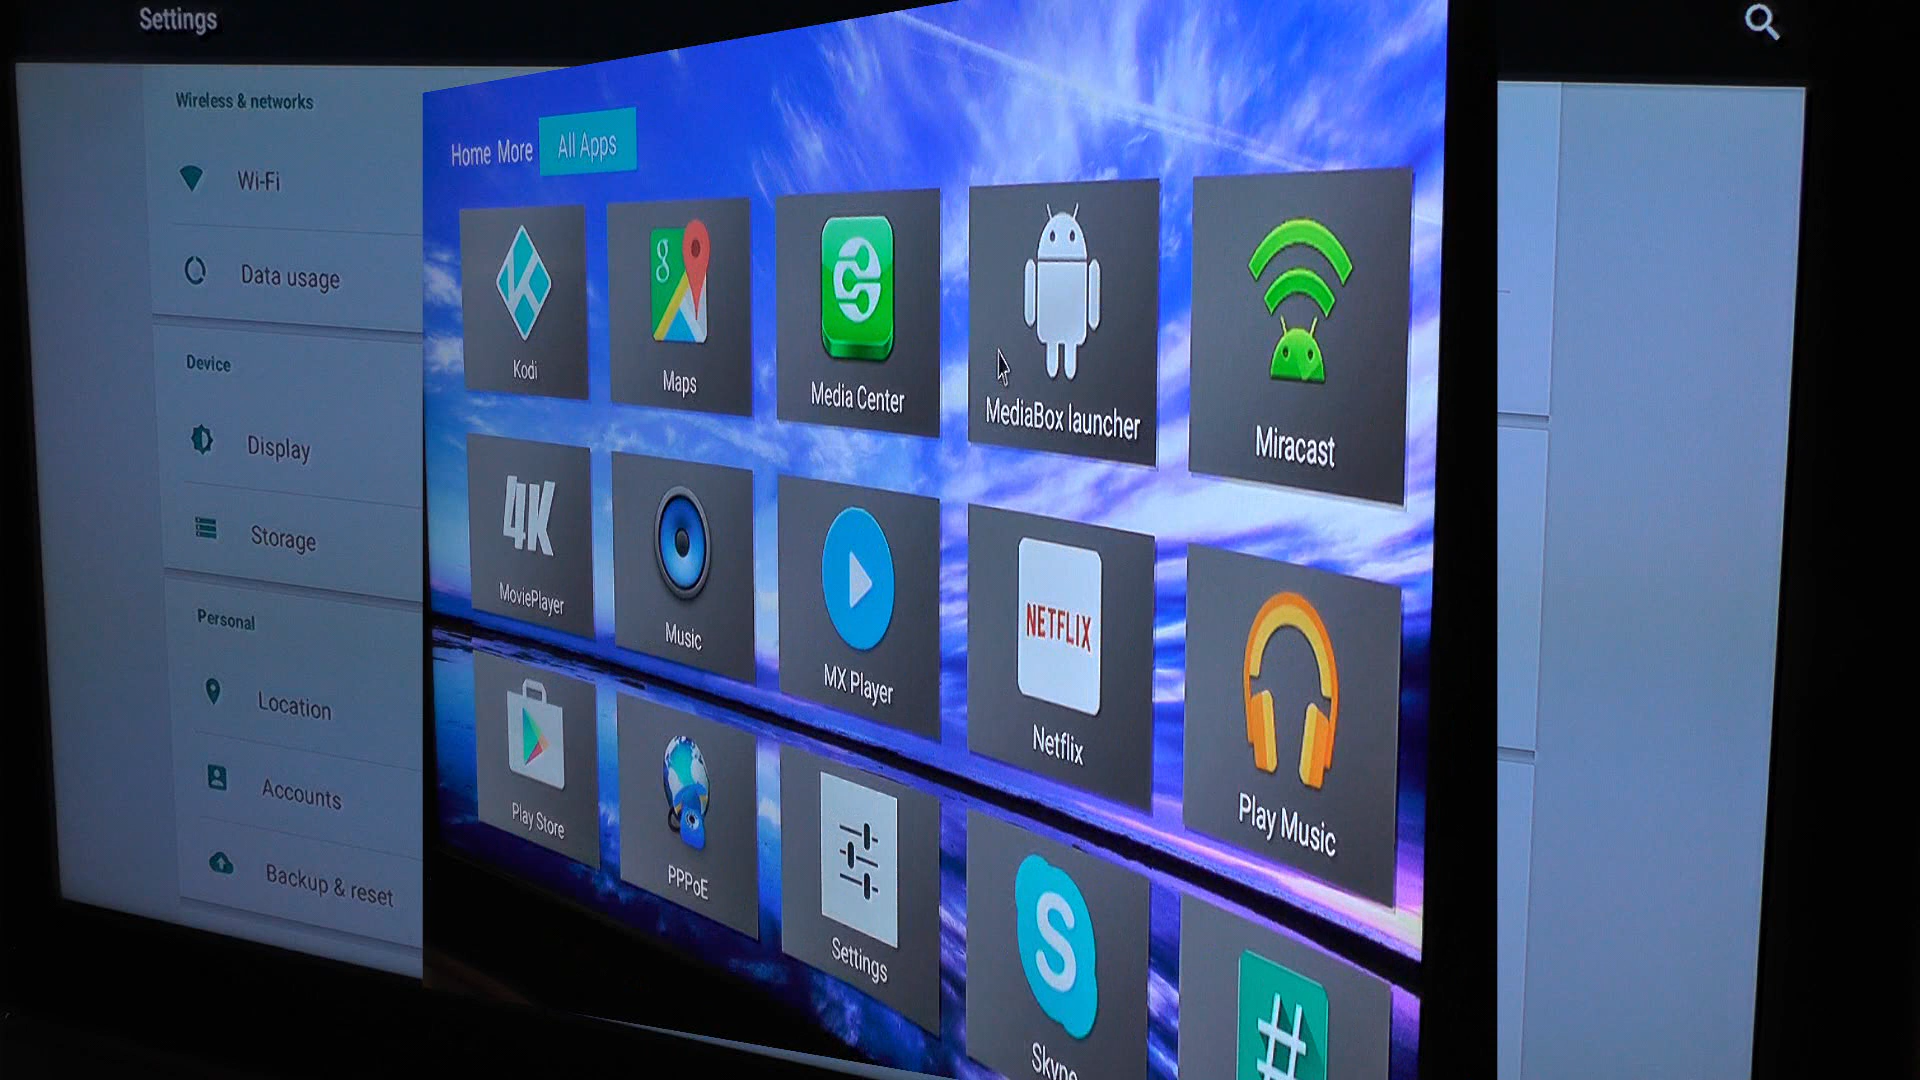 Settings
Wireless & networks
Wi-Fi
Data usage
Device
Display
Storage
Personal
Location
Accounts
Backup & reset
Home More All Apps
Kodi
g
Maps
Media Center
MediaBox launcher
Miracast
4K
MoviePlayer
Music
MX Player
NETFLIX
Netflix
Play Music
Play Store
PPPoE
Settings
S
Skype
#